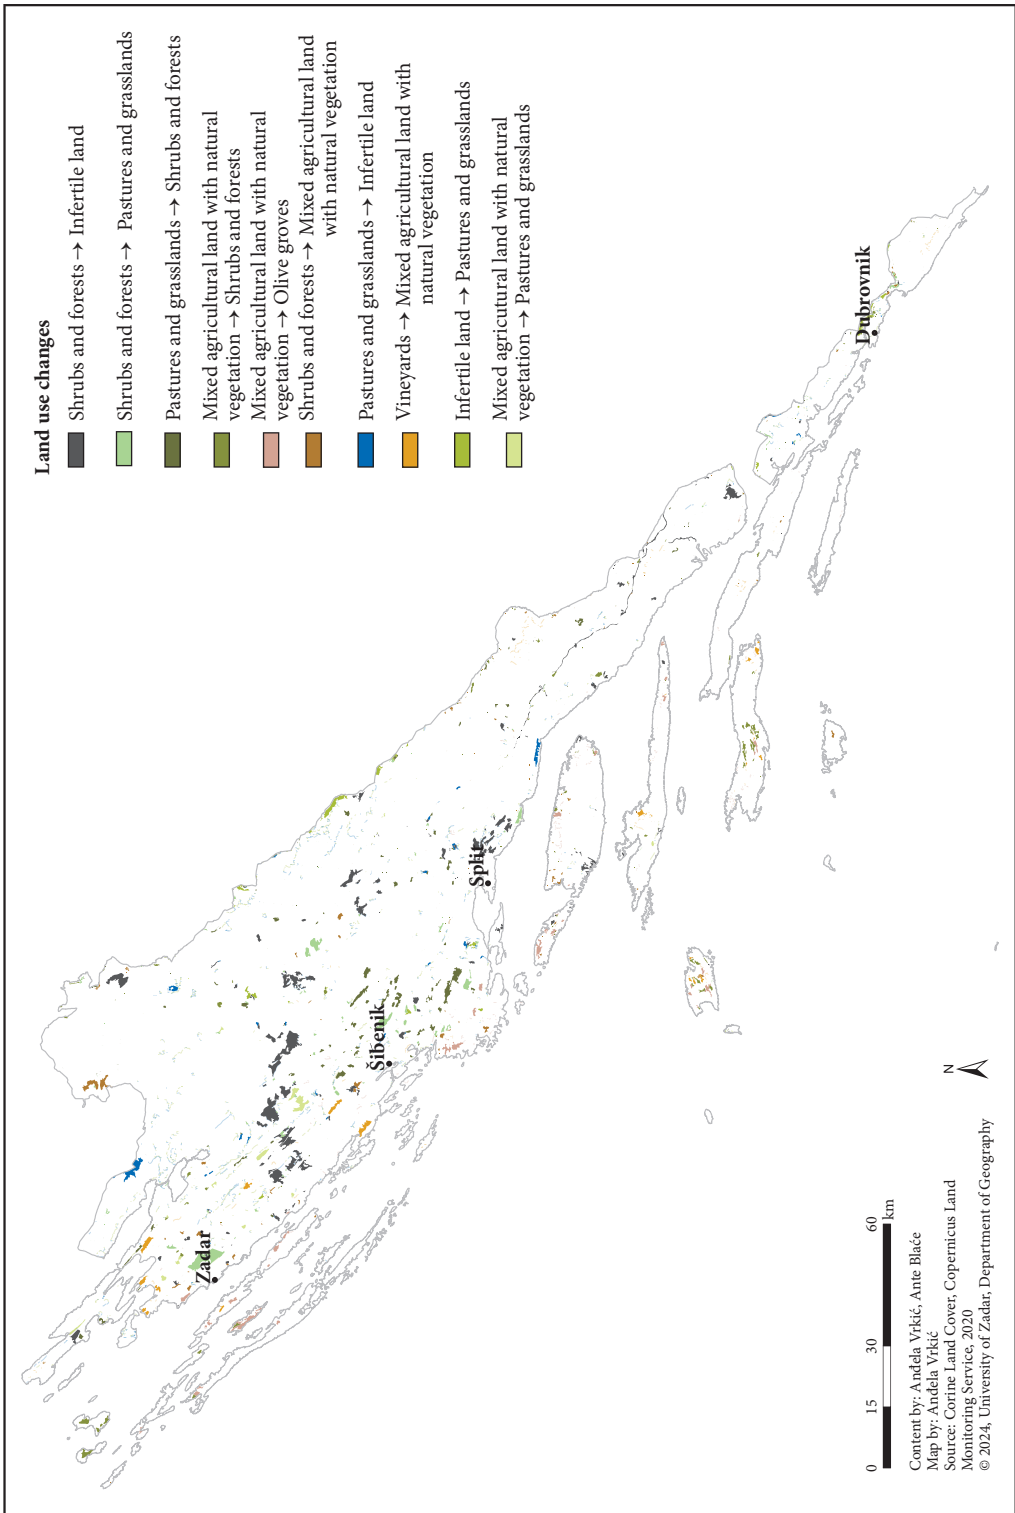 Land use changes
Shrubs and forests → Infertile land
Shrubs and forests → Pastures and grasslands
Pastures and grasslands → Shrubs and forests
Mixed agricultural land with natural
vegetation → Shrubs and forests
Mixed agricultural land with natural
vegetation → Olive groves
Shrubs and forests → Mixed agricultural land
with natural vegetation
Pastures and grasslands → Infertile land
Vineyards → Mixed agricultural land with
natural vegetation
Infertile land → Pastures and grasslands
Mixed agricutural land with natural
vegetation → Pastures and grasslands
Zadar
Šibenik
Split
Dubrovnik
N
0 15 30 60
km
Content by: Anđela Vrkić, Ante Blaće
Map by: Anđela Vrkić
Source: Corine Land Cover, Copernicus Land
Monitoring Service, 2020
© 2024, University of Zadar, Department of Geography